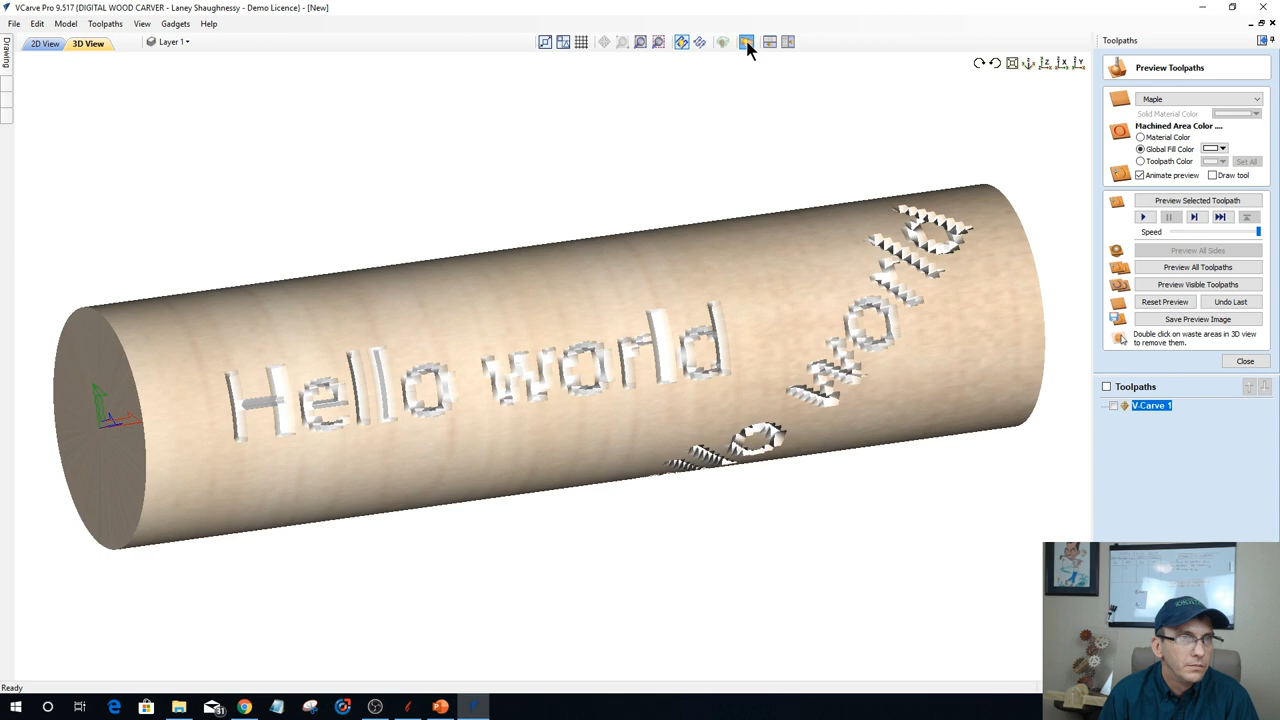 VCarve Pro 9.517 {DIGITAL WOOD CARVER - Laney Shaughnessy - Demo Licence} - [New]
File Edit Model Toolpaths View Gadgets Help
2D View 3D View Layer 1
Drawing
Toolpaths
Preview Toolpaths
Maple
Solid Material Color
Machined Area Color ....
Material Color
Global Fill Color
Toolpath Color Set All
Animate preview Draw tool
Preview Selected Toolpath
Speed
Preview All Sides
Preview All Toolpaths
Preview Visible Toolpaths
Reset Preview Undo Last
Save Preview Image
Double click on waste areas in 3D view
to remove them.
Close
Toolpaths
V-Carve 1
Hello world
llo world
Ready
31